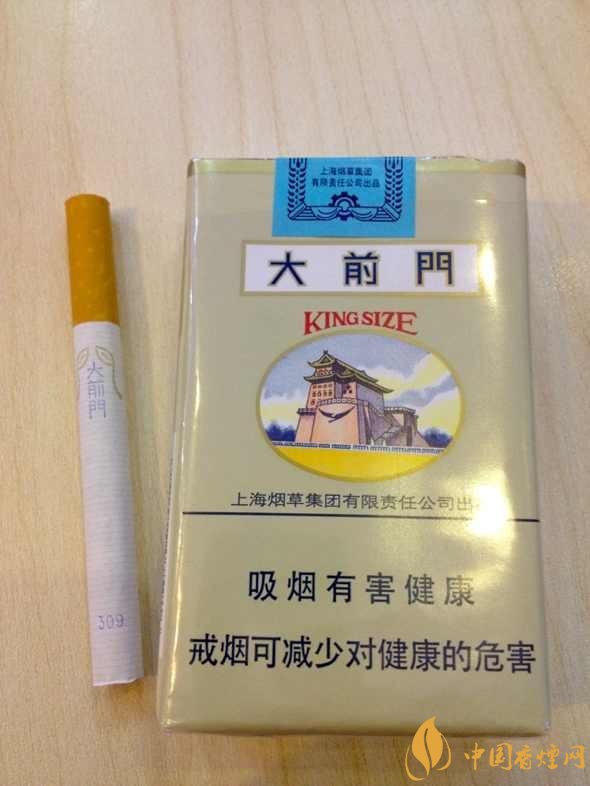 上海烟草集团
有限责任公司出品
大前門
KING SIZE
上海烟草集团有限责任公司出
吸烟有害健康
戒烟可减少对健康的危害
大前門
309
中国香煙网